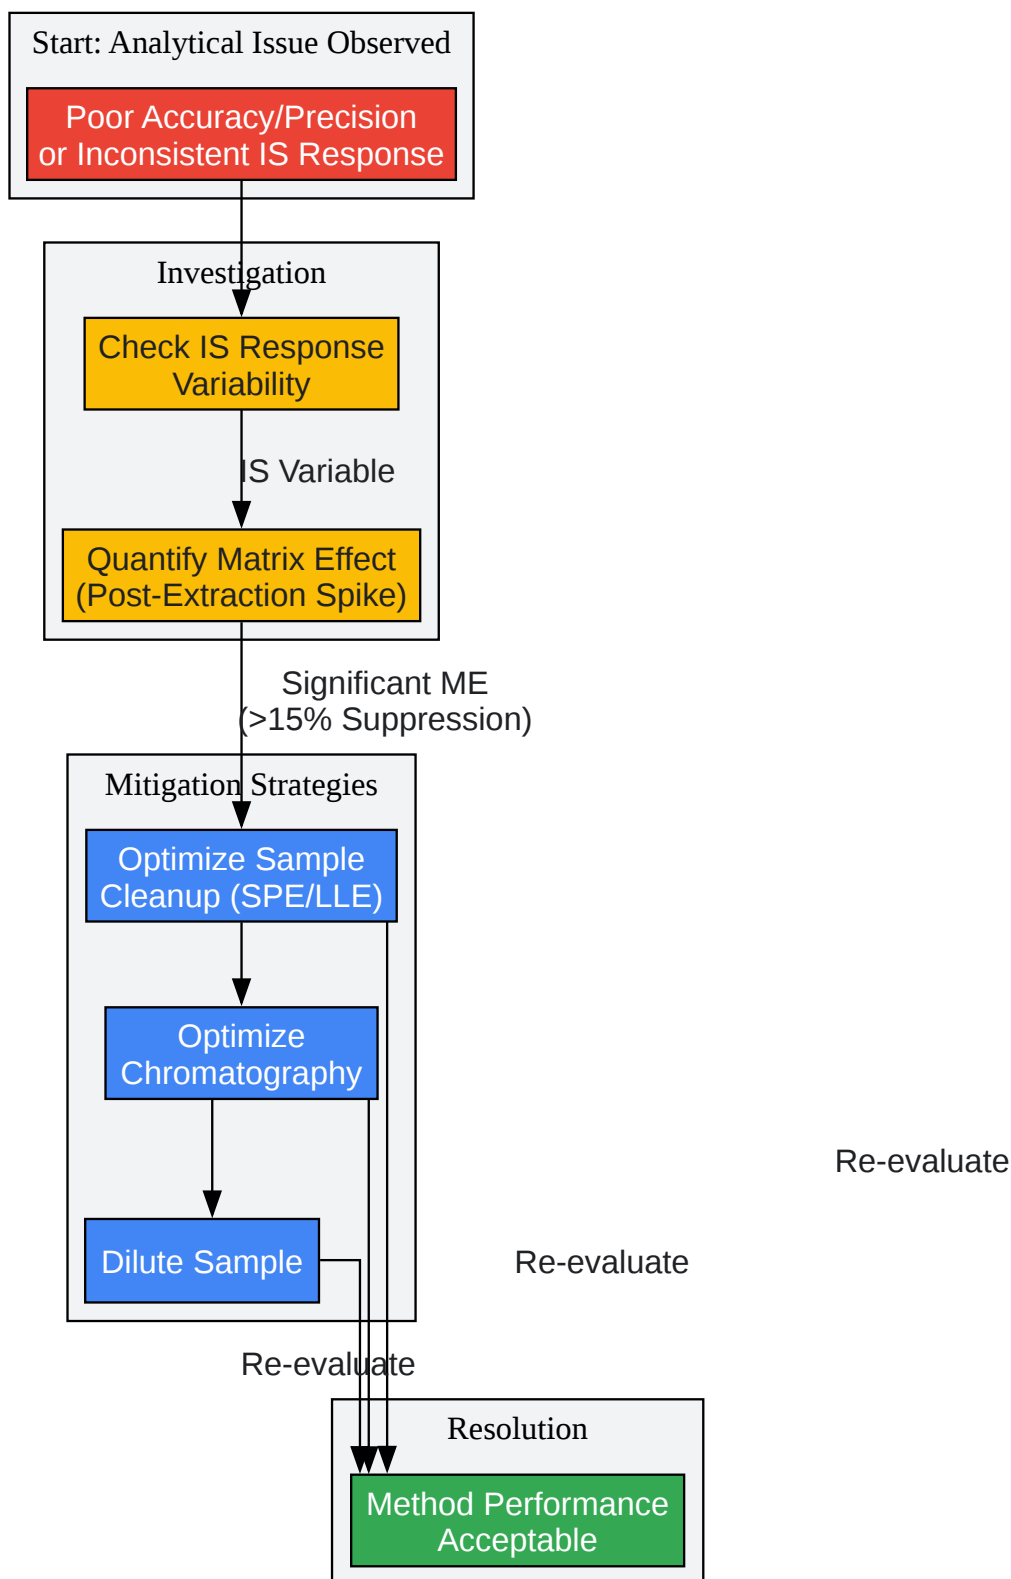 Start: Analytical Issue Observed
Poor Accuracy/Precision
or Inconsistent IS Response
Investigation
Check IS Response
Variability
IS Variable
Quantify Matrix Effect
(Post-Extraction Spike)
Significant ME
(>15% Suppression)
Mitigation Strategies
Optimize Sample
Cleanup (SPE/LLE)
Optimize
Chromatography
Re-evaluate
Dilute Sample
Re-evaluate
Re-evaluate
Resolution
Method Performance
Acceptable